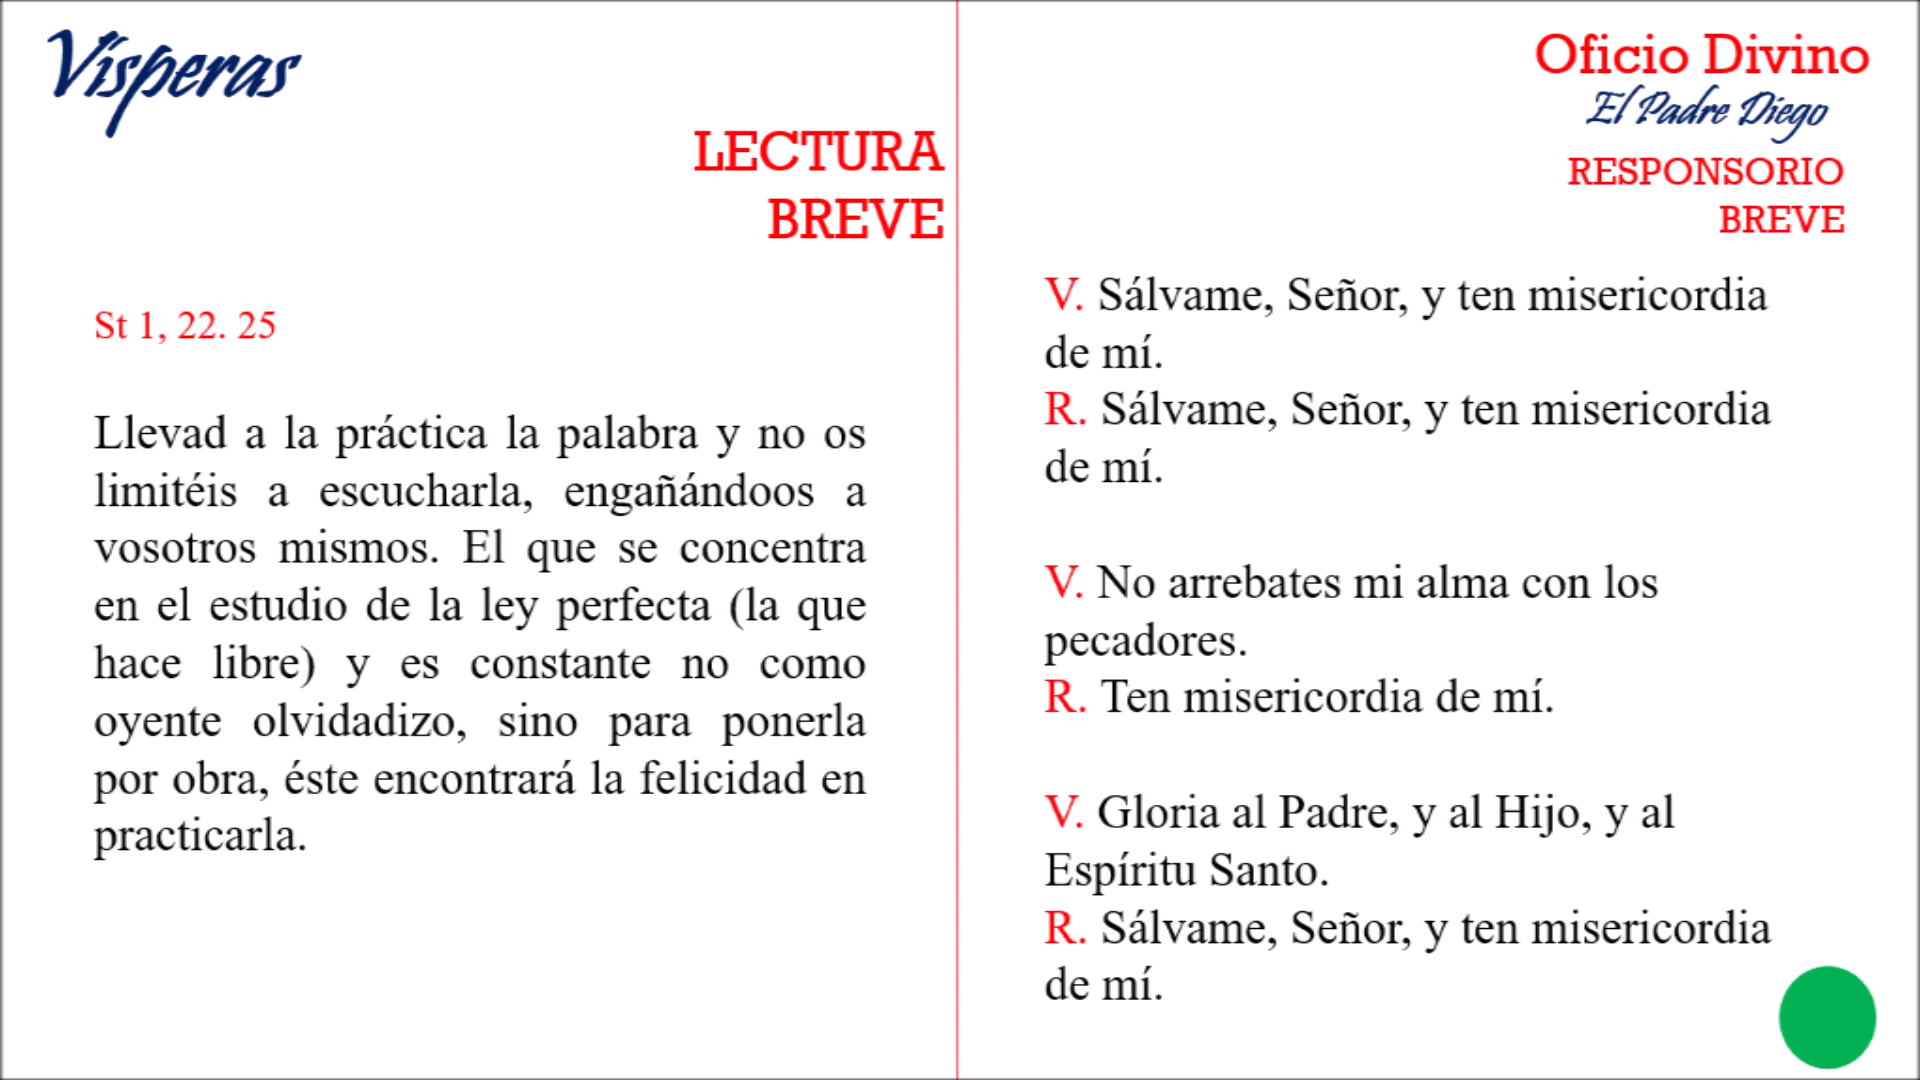 Vísperas
LECTURA
BREVE
St 1, 22. 25
Llevad a la práctica la palabra y no os
limitéis a escucharla, engañándoos a
vosotros mismos. El que se concentra
en el estudio de la ley perfecta (la que
hace libre) y es constante no como
oyente olvidadizo, sino para ponerla
por obra, éste encontrará la felicidad en
practicarla.
Oficio Divino
El Padre Diego
RESPONSORIO
BREVE
V. Sálvame, Señor, y ten misericordia
de mí.
R. Sálvame, Señor, y ten misericordia
de mí.
V. No arrebates mi alma con los
pecadores.
R. Ten misericordia de mí.
V. Gloria al Padre, y al Hijo, y al
Espíritu Santo.
R. Sálvame, Señor, y ten misericordia
de mí.